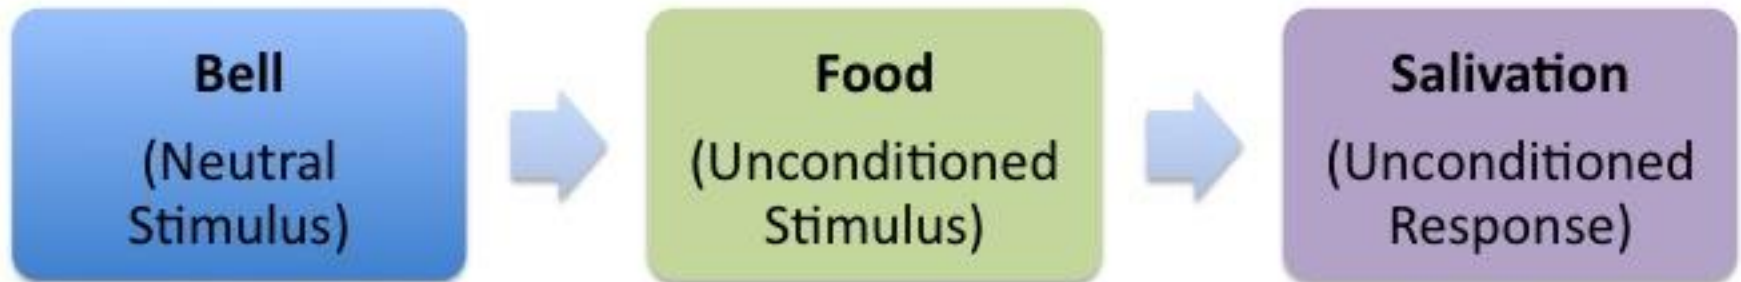 Bell
(Neutral
Stimulus)
Food
(Unconditioned
Stimulus)
Salivation
(Unconditioned
Response)